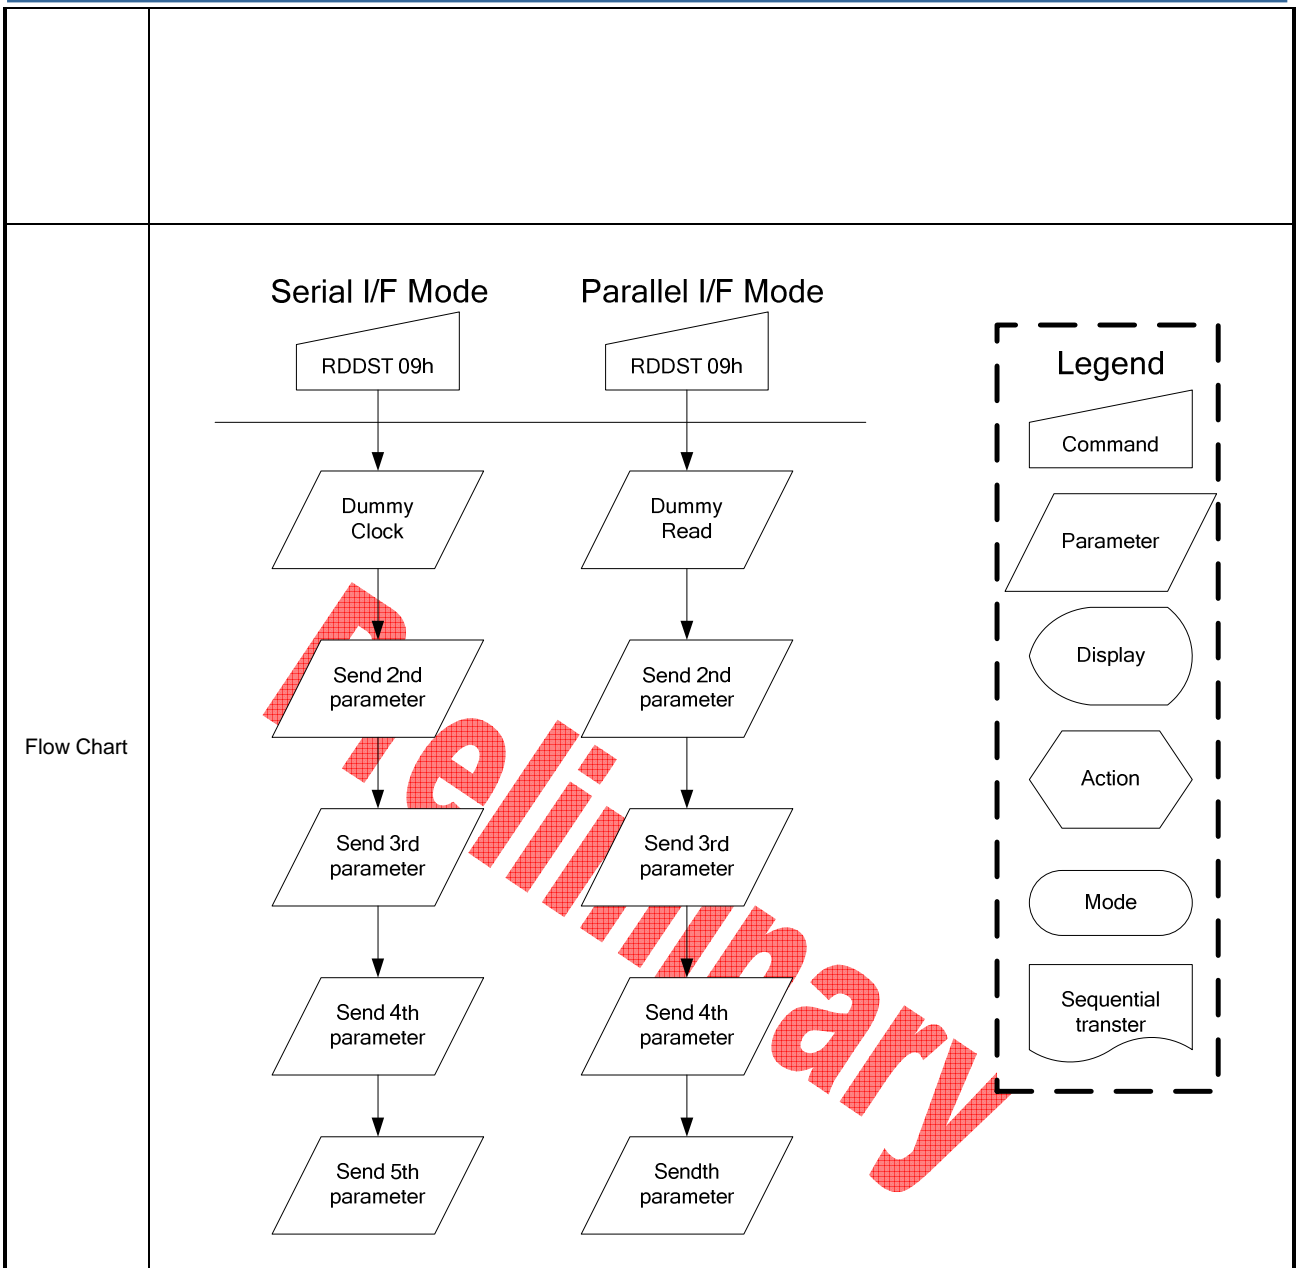 Flow Chart
Serial I/F Mode
RDDST 09h
Dummy
Clock
Send 2nd
parameter
Send 3rd
parameter
Send 4th
parameter
Send 5th
parameter
Parallel I/F Mode
RDDST 09h
Dummy
Read
Send 2nd
parameter
Send 3rd
parameter
Send 4th
parameter
Sendth
parameter
Legend
Command
Parameter
Display
Action
Mode
Sequential
transter
Preliminary